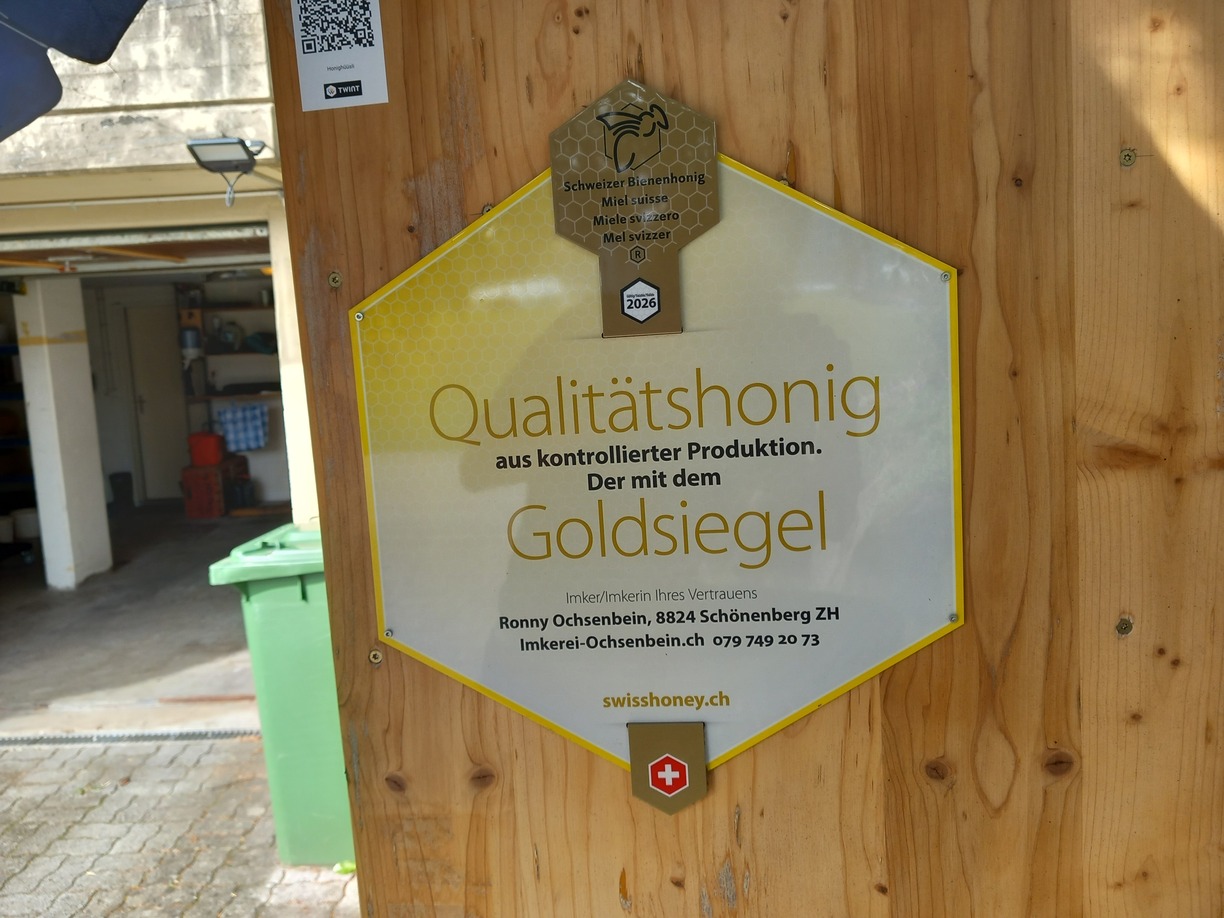 Honighüüsli
TWINT
Schweizer Bienenhonig
Miel suisse
Miele svizzero
Mel svizzer
®
2026
Qualitätshonig
aus kontrollierter Produktion.
Der mit dem
Goldsiegel
Imker/Imkerin Ihres Vertrauens
Ronny Ochsenbein, 8824 Schönenberg ZH
Imkerei-Ochsenbein.ch 079 749 20 73
swisshoney.ch